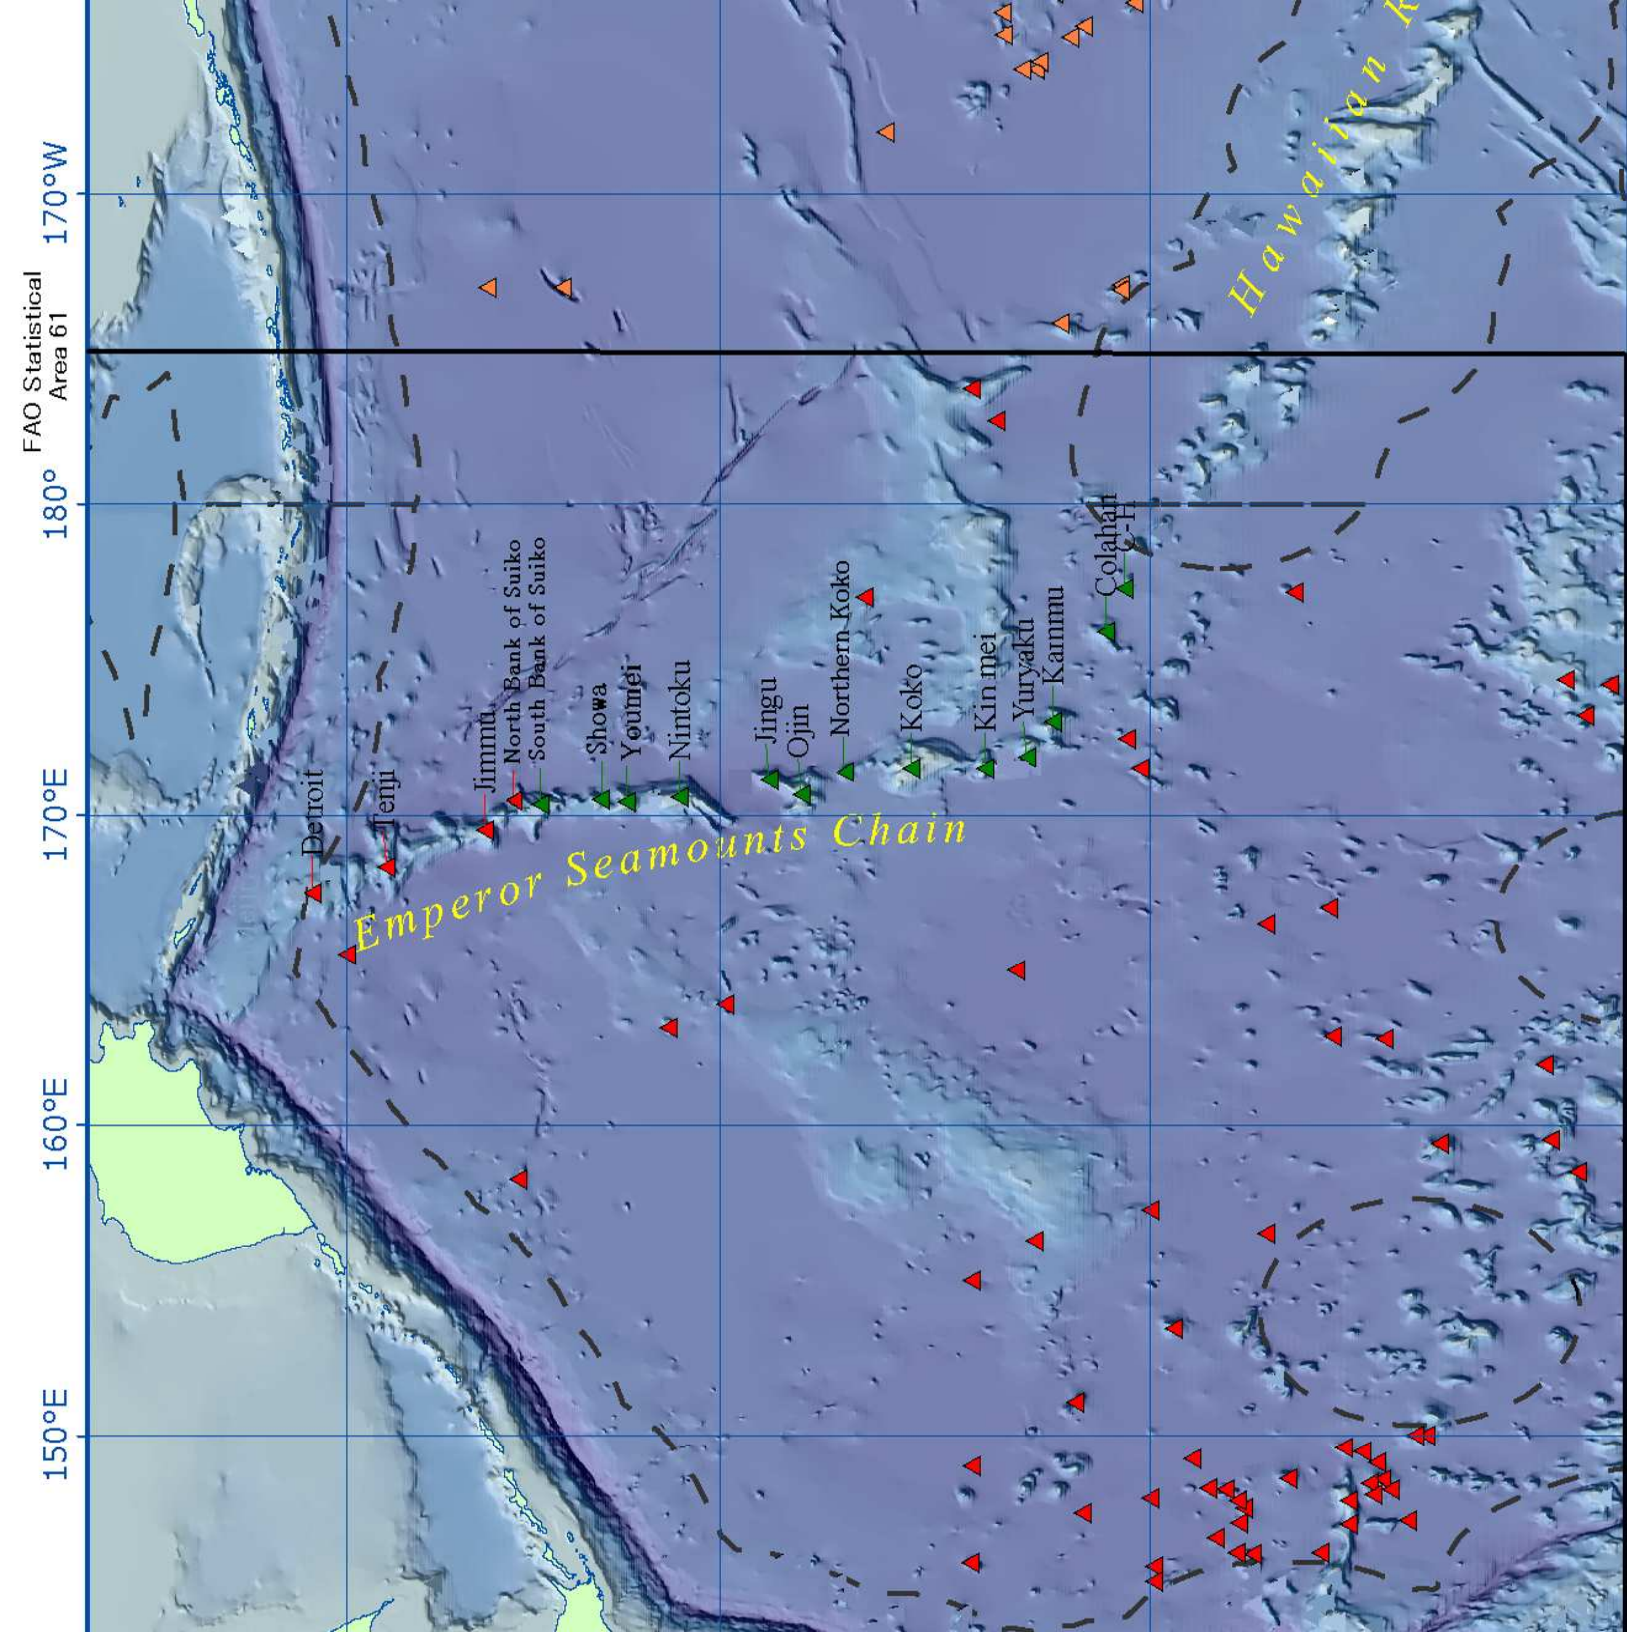 FAO Statistical
Area 61
170°W
180°
170°E
160°E
150°E
Detroit
Tenji
Jimmu
North Bank of Suiko
South Bank of Suiko
Showa
Youmei
Nintoku
Jingu
Ojin
Northern Koko
Koko
Kin mei
Yuryaku
Kammu
Colahan
C-H
Emperor Seamounts Chain
Hawaiian R